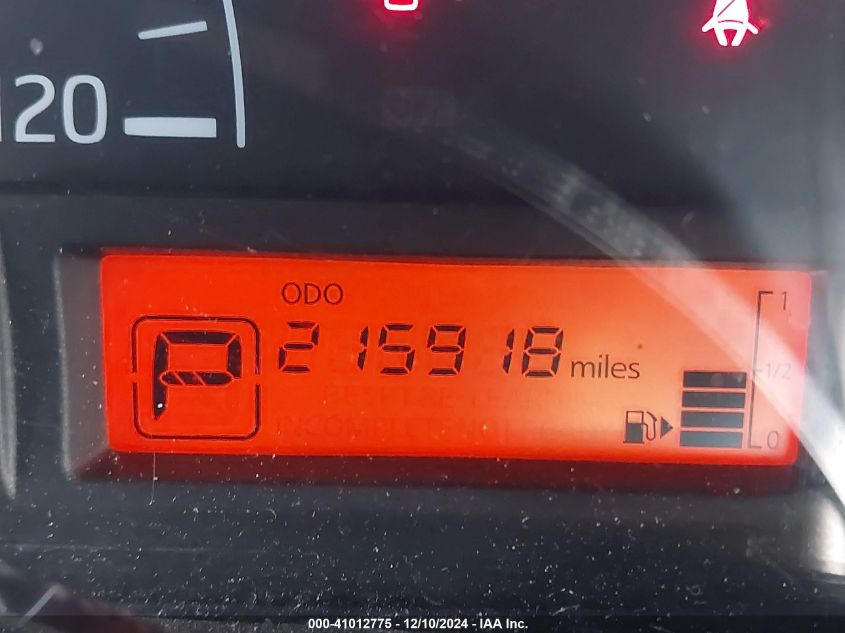 120
ODO
1
P
215918 miles
1/2
0
000-41012775 - 12/10/2024 - IAA Inc.